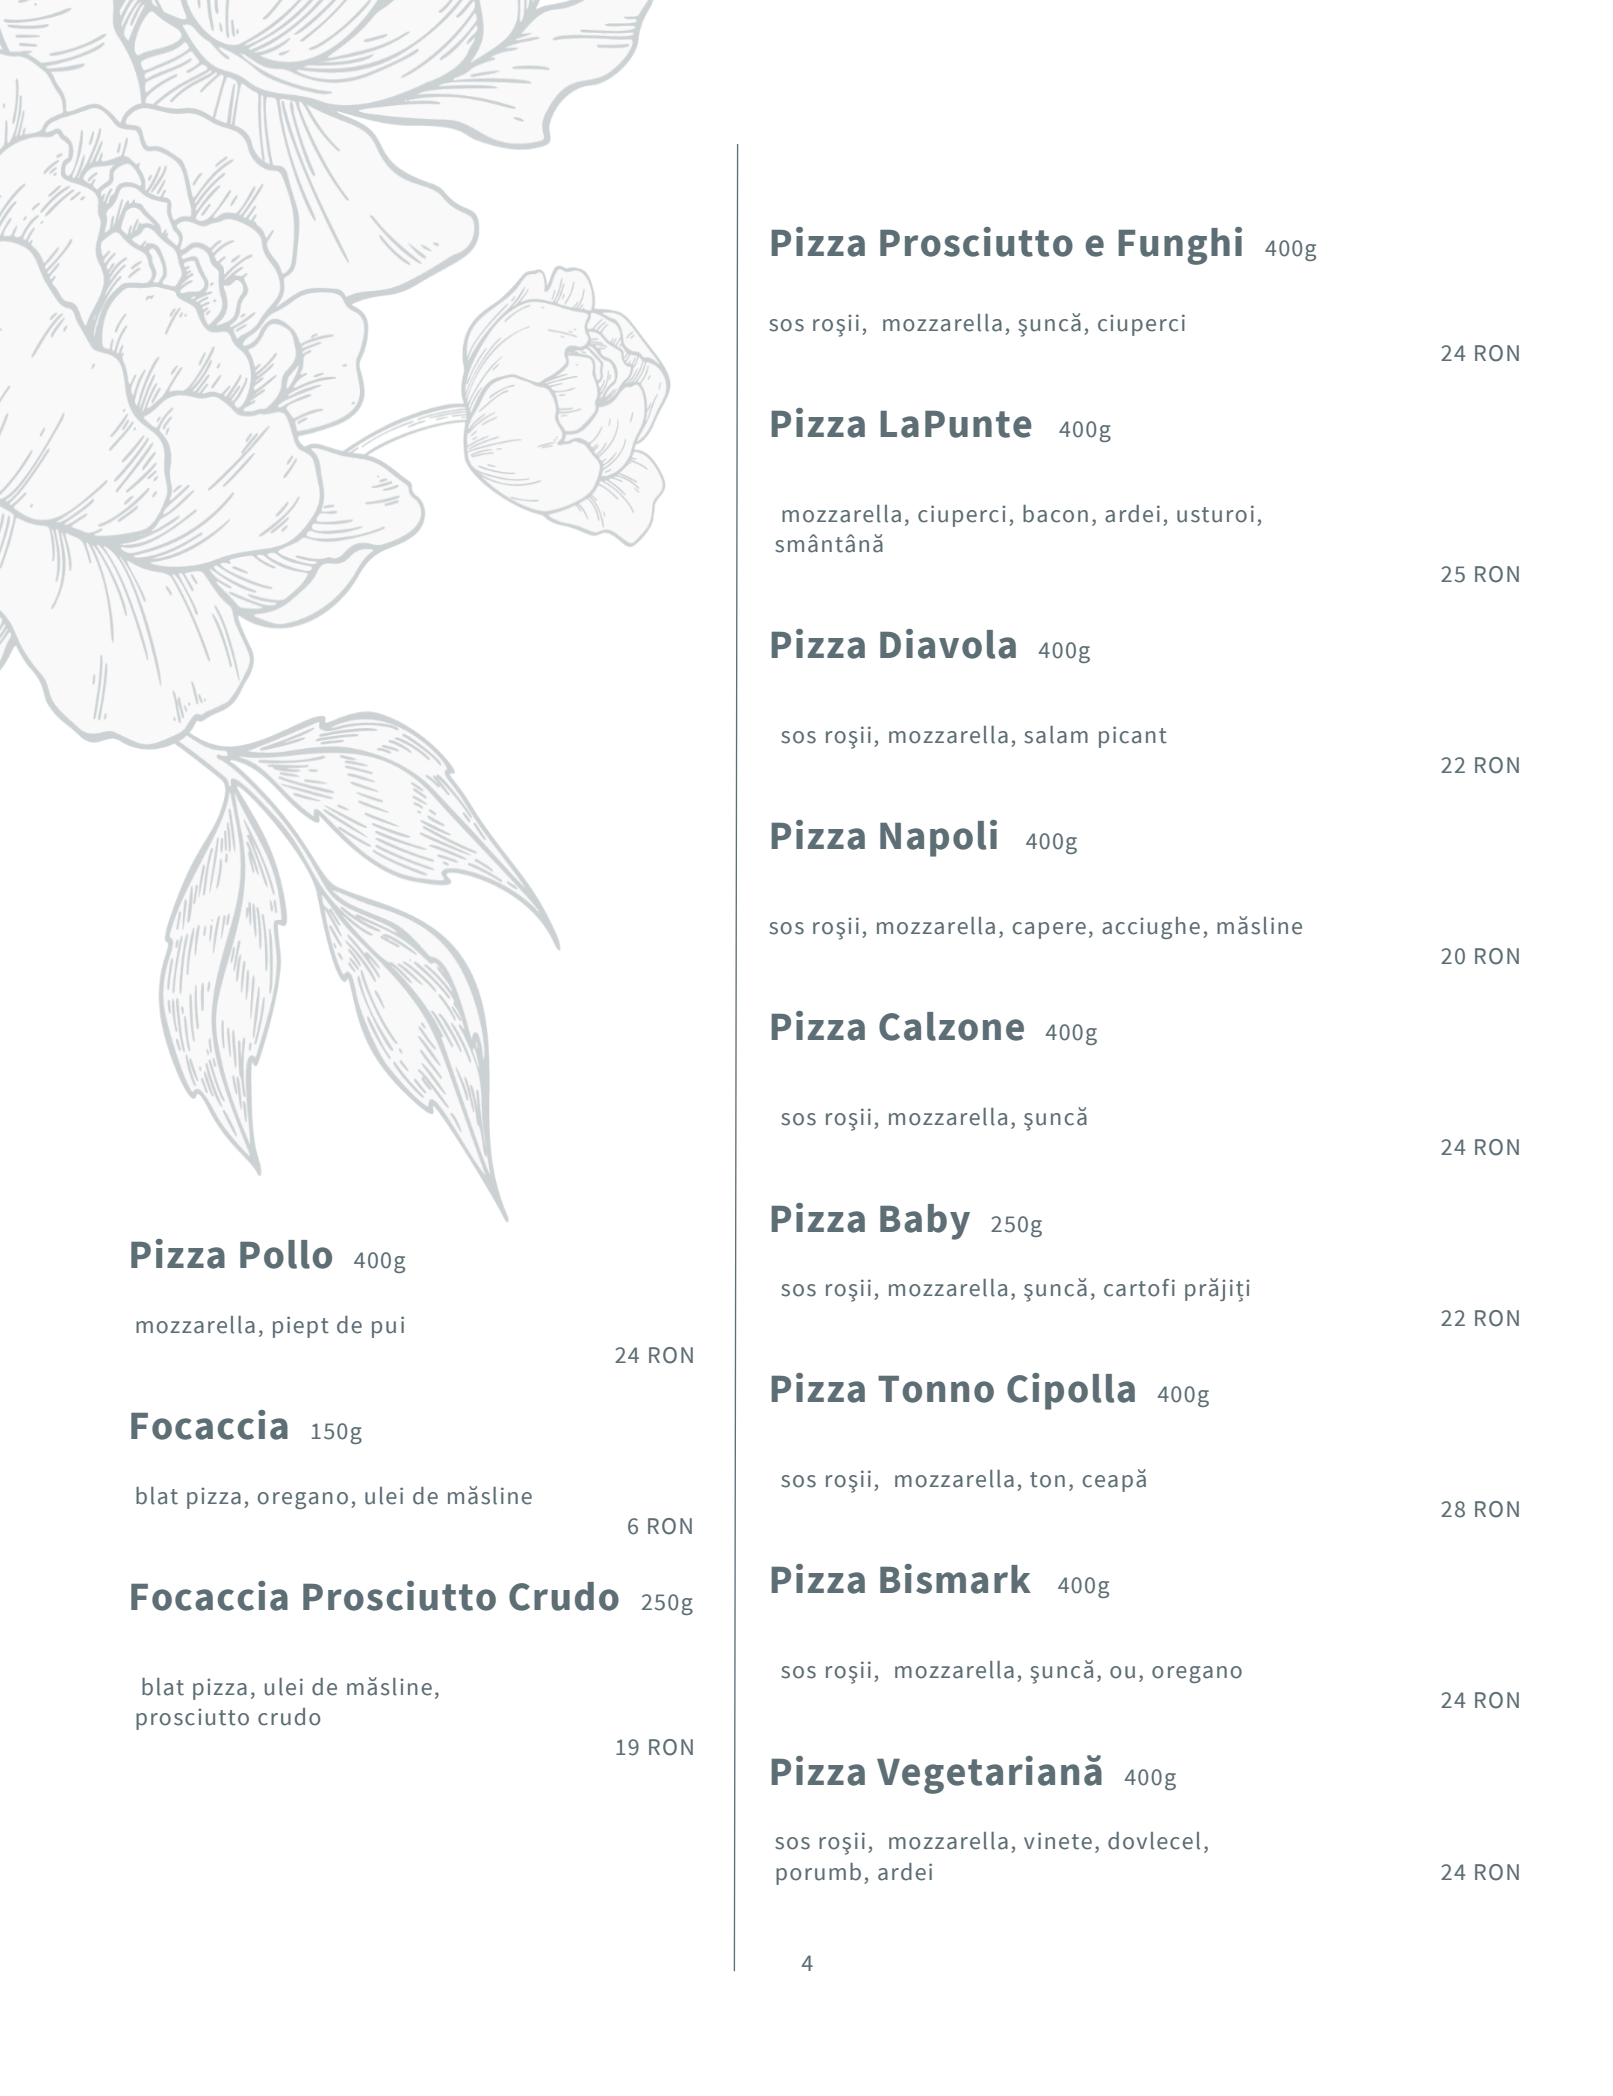 Pizza Pollo 400g
mozzarella, piept de pui
24 RON
Focaccia 150g
blat pizza, oregano, ulei de măsline
6 RON
Focaccia Prosciutto Crudo 250g
blat pizza, ulei de măsline,
prosciutto crudo
19 RON
Pizza Prosciutto e Funghi 400g
sos roşii, mozzarella, şuncă, ciuperci
24 RON
Pizza LaPunte 400g
mozzarella, ciuperci, bacon, ardei, usturoi,
smântână
25 RON
Pizza Diavola 400g
sos roşii, mozzarella, salam picant
22 RON
Pizza Napoli 400g
sos roşii, mozzarella, capere, acciughe, măsline
20 RON
Pizza Calzone 400g
sos roşii, mozzarella, şuncă
24 RON
Pizza Baby 250g
sos roşii, mozzarella, şuncă, cartofi prăjiți
22 RON
Pizza Tonno Cipolla 400g
sos roşii, mozzarella, ton, ceapă
28 RON
Pizza Bismark 400g
sos roşii, mozzarella, şuncă, ou, oregano
24 RON
Pizza Vegetariană 400g
sos roşii, mozzarella, vinete, dovlecel,
porumb, ardei 24 RON
4